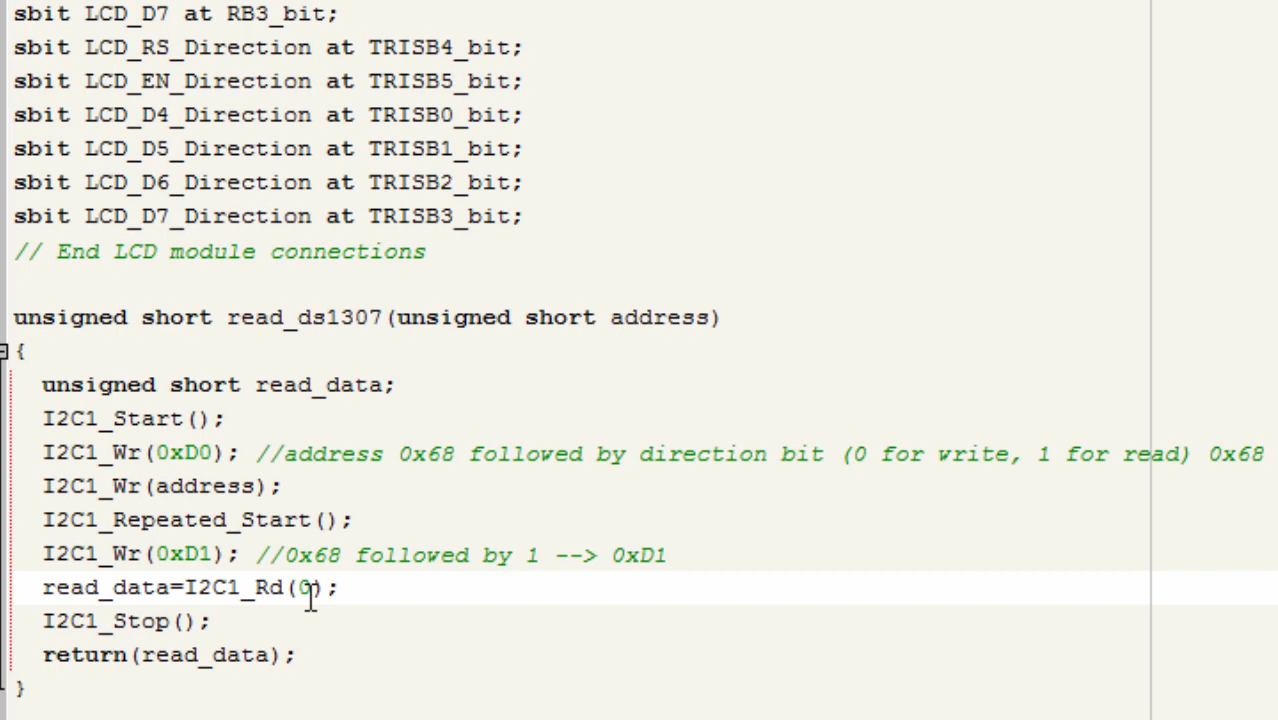 sbit LCD_D7 at RB3_bit;
sbit LCD_RS_Direction at TRISB4_bit;
sbit LCD_EN_Direction at TRISB5_bit;
sbit LCD_D4_Direction at TRISB0_bit;
sbit LCD_D5_Direction at TRISB1_bit;
sbit LCD_D6_Direction at TRISB2_bit;
sbit LCD_D7_Direction at TRISB3_bit;
// End LCD module connections
unsigned short read_ds1307(unsigned short address)
{
unsigned short read_data;
I2C1_Start();
I2C1_Wr(0xD0); //address 0x68 followed by direction bit (0 for write, 1 for read) 0x68
I2C1_Wr(address);
I2C1_Repeated_Start();
I2C1_Wr(0xD1); //0x68 followed by 1 --> 0xD1
read_data=I2C1_Rd(0);
I2C1_Stop();
return(read_data);
}